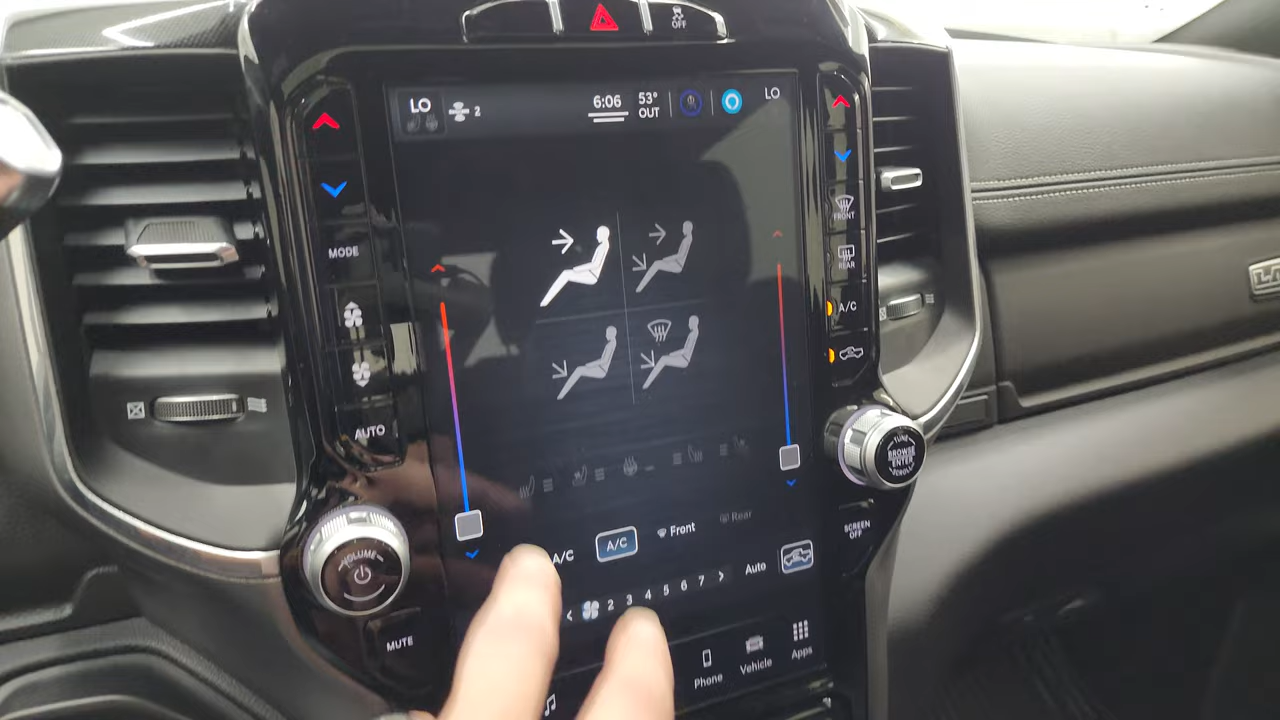 OFF
LO
2
6:06
53°
OUT
LO
MODE
FRONT
REAR
A/C
AUTO
TUNE
BROWSE
ENTER
SCROLL
VOLUME
A/C
A/C
Front
Rear
SCREEN
OFF
2 3 4 5 6 7
Auto
MUTE
Phone
Vehicle
Apps